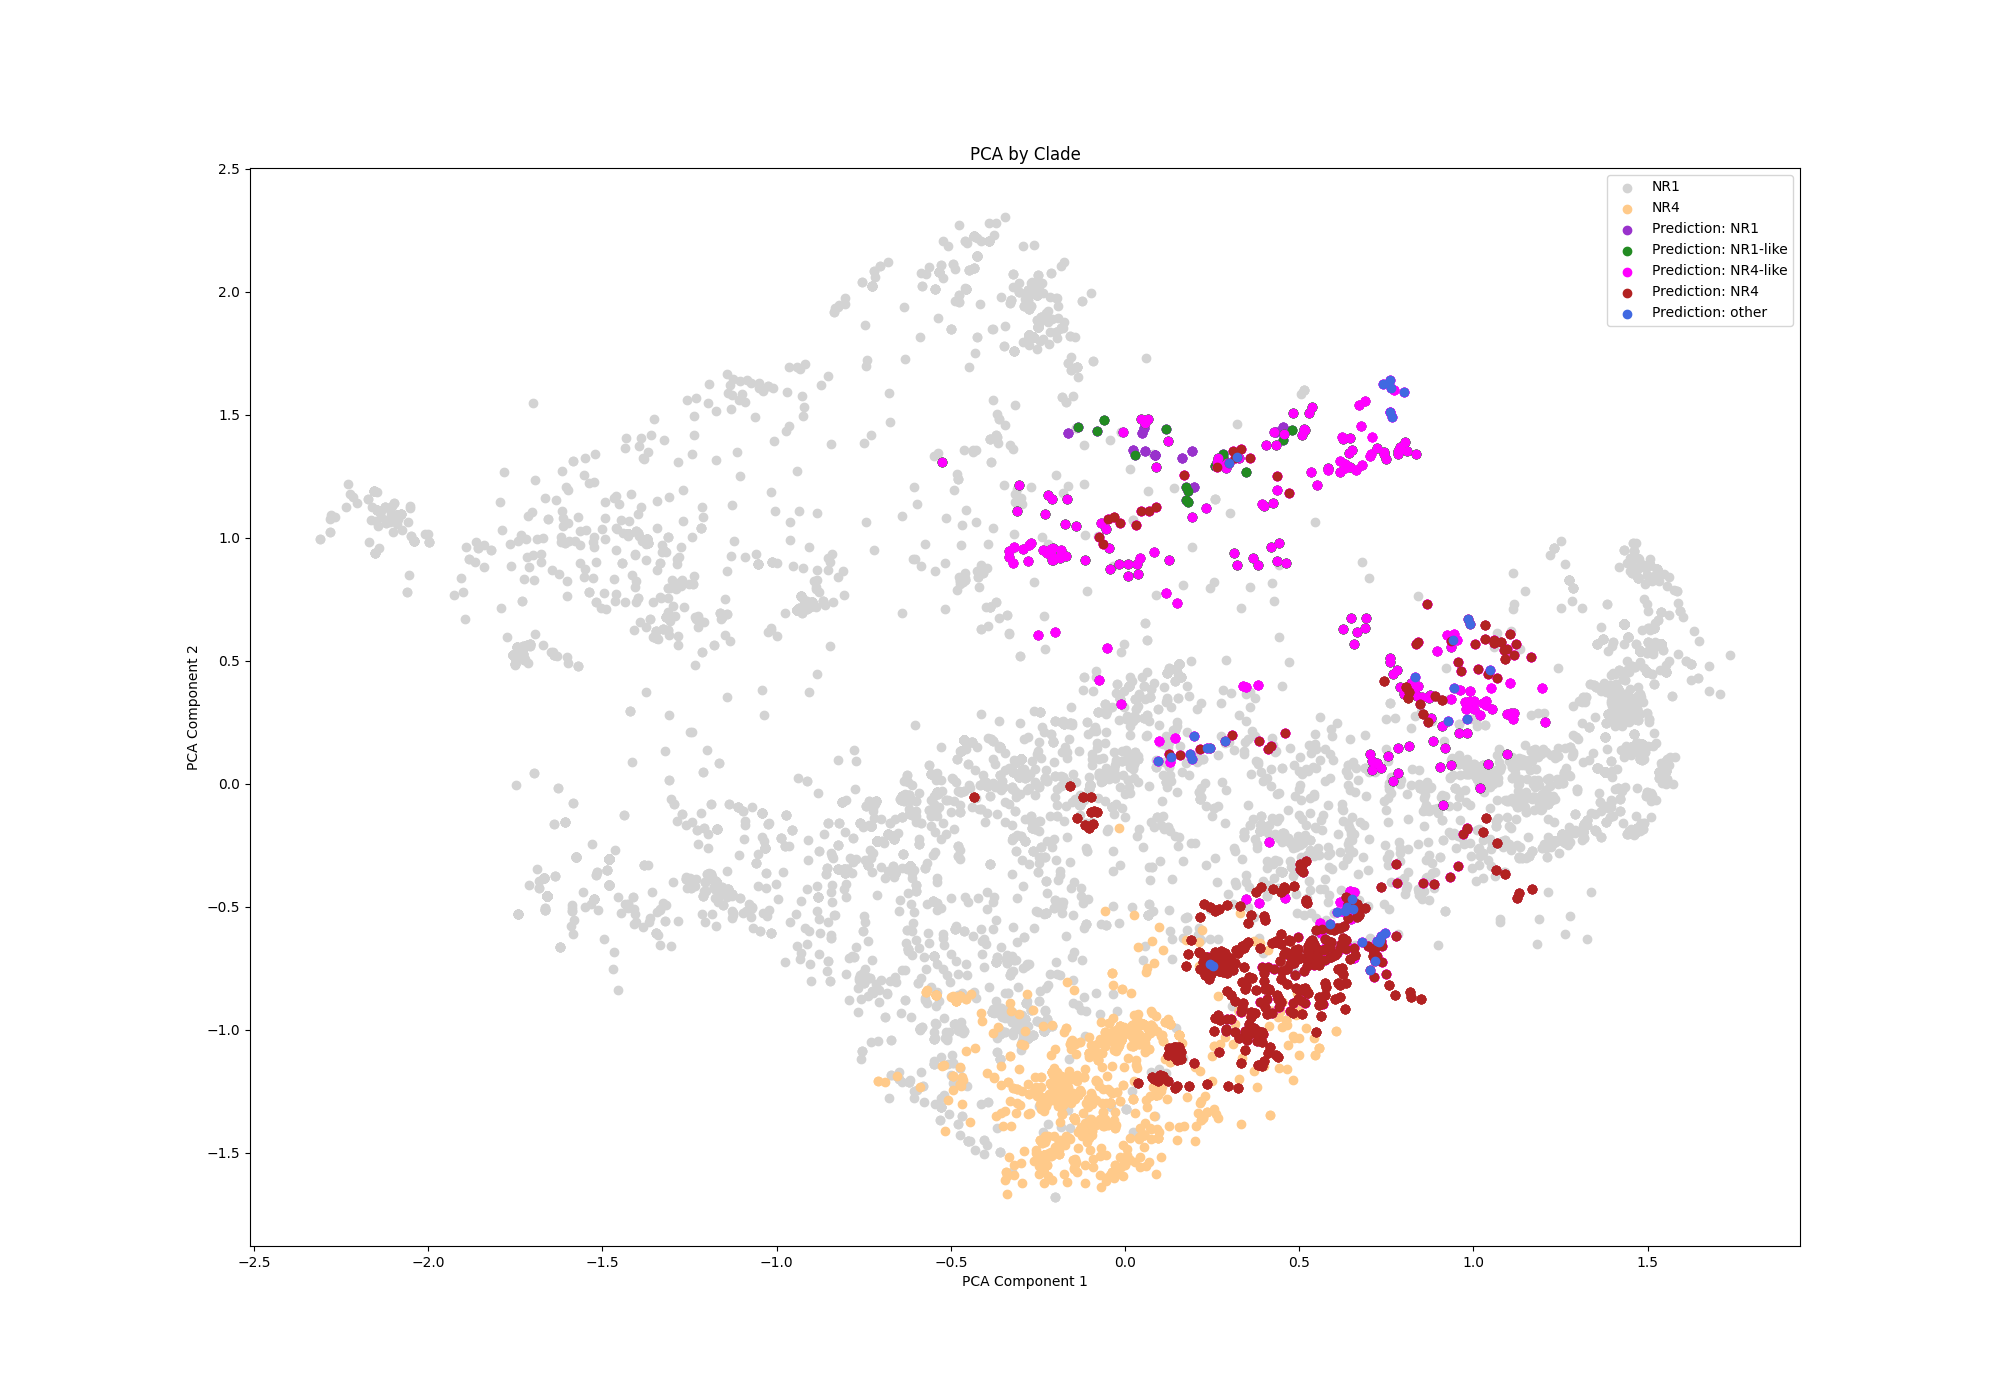 PCA by Clade
2.5
2.0
1.5
1.0
0.5
0.0
−0.5
−1.0
−1.5
PCA Component 2
NR1
NR4
Prediction: NR1
Prediction: NR1-like
Prediction: NR4-like
Prediction: NR4
Prediction: other
−2.5 −2.0 −1.5 −1.0 −0.5 0.0 0.5 1.0 1.5
PCA Component 1